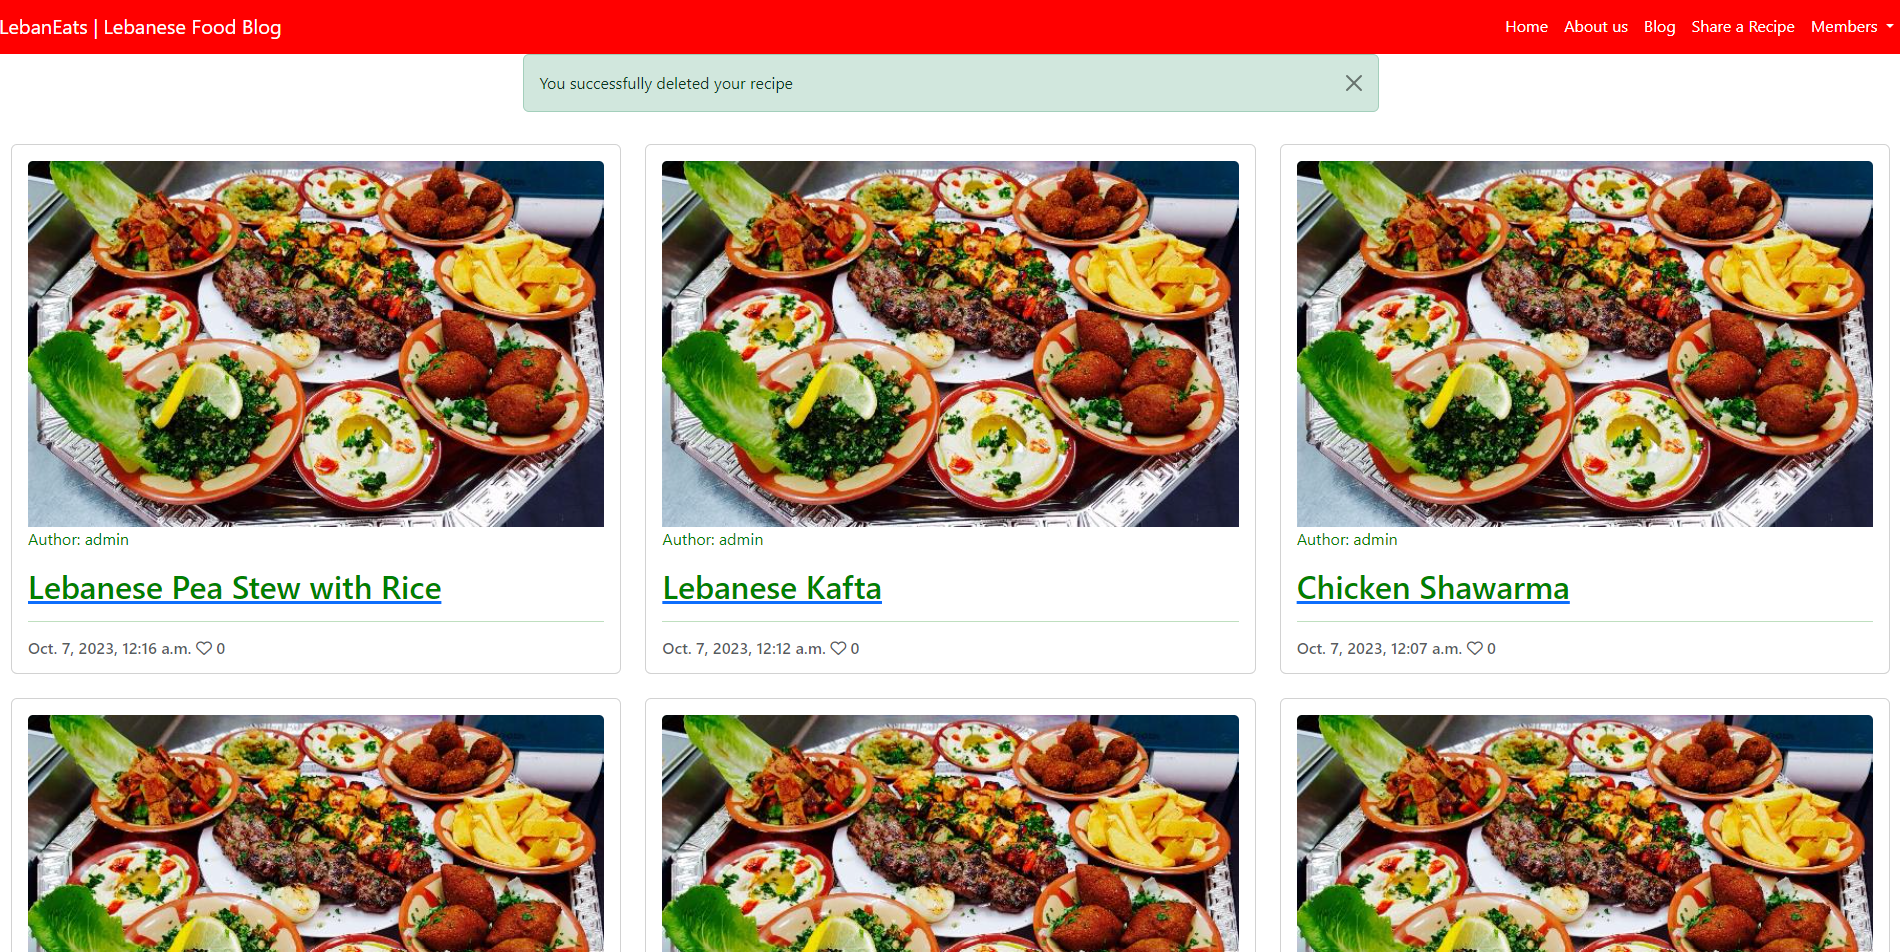 LebanEats | Lebanese Food Blog
Home About us Blog Share a Recipe Members
You successfully deleted your recipe
Author: admin
Lebanese Pea Stew with Rice
Oct. 7, 2023, 12:16 a.m. 0
Author: admin
Lebanese Kafta
Oct. 7, 2023, 12:12 a.m. 0
Author: admin
Chicken Shawarma
Oct. 7, 2023, 12:07 a.m. 0